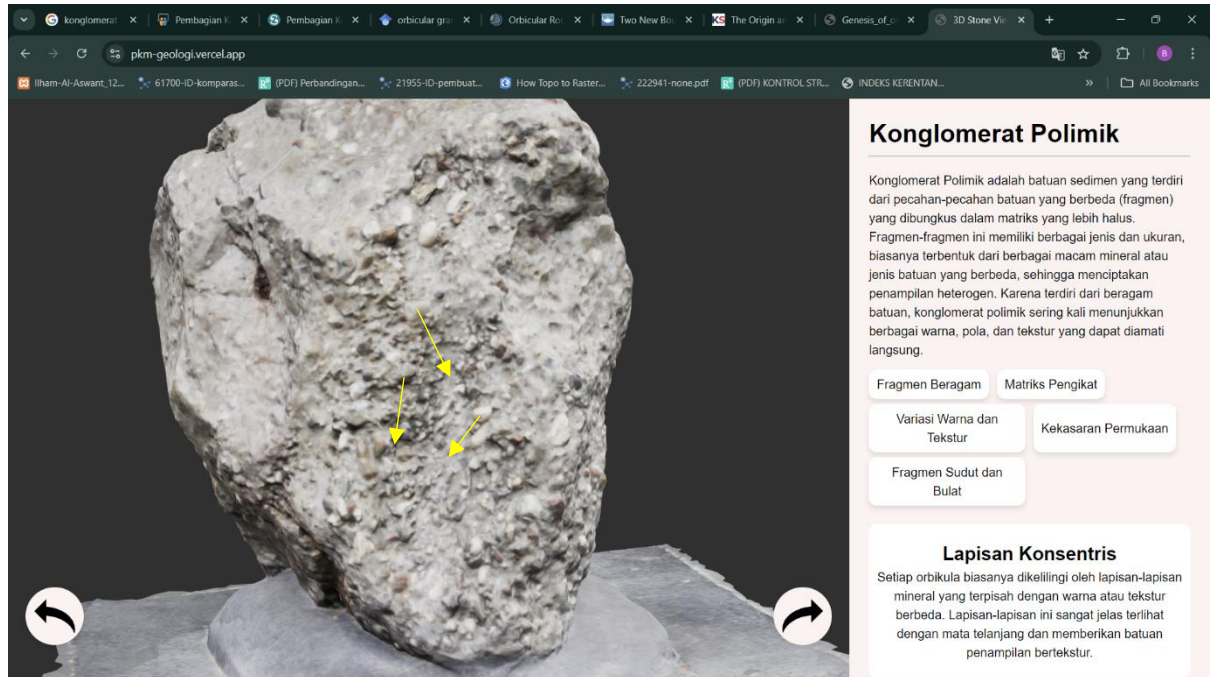 konglomerat
Pembagian K
Pembagian K
orbicular gran
Orbicular Roc
Two New Bou
KS The Origin an
Genesis_of_o
3D Stone Vie
pkm-geologi.vercel.app
B
Ilham-Al-Aswant_12...
61700-ID-komparas...
(PDF) Perbandingan...
21955-ID-pembuat...
How Topo to Raster...
222941-none.pdf
(PDF) KONTROL STR...
INDEKS KERENTAN...
All Bookmarks
Konglomerat Polimik
Konglomerat Polimik adalah batuan sedimen yang terdiri
dari pecahan-pecahan batuan yang berbeda (fragmen)
yang dibungkus dalam matriks yang lebih halus.
Fragmen-fragmen ini memiliki berbagai jenis dan ukuran,
biasanya terbentuk dari berbagai macam mineral atau
jenis batuan yang berbeda, sehingga menciptakan
penampilan heterogen. Karena terdiri dari beragam
batuan, konglomerat polimik sering kali menunjukkan
berbagai warna, pola, dan tekstur yang dapat diamati
langsung.
Fragmen Beragam
Matriks Pengikat
Variasi Warna dan
Tekstur
Kekasaran Permukaan
Fragmen Sudut dan
Bulat
Lapisan Konsentris
Setiap orbikula biasanya dikelilingi oleh lapisan-lapisan
mineral yang terpisah dengan warna atau tekstur
berbeda. Lapisan-lapisan ini sangat jelas terlihat
dengan mata telanjang dan memberikan batuan
penampilan bertekstur.